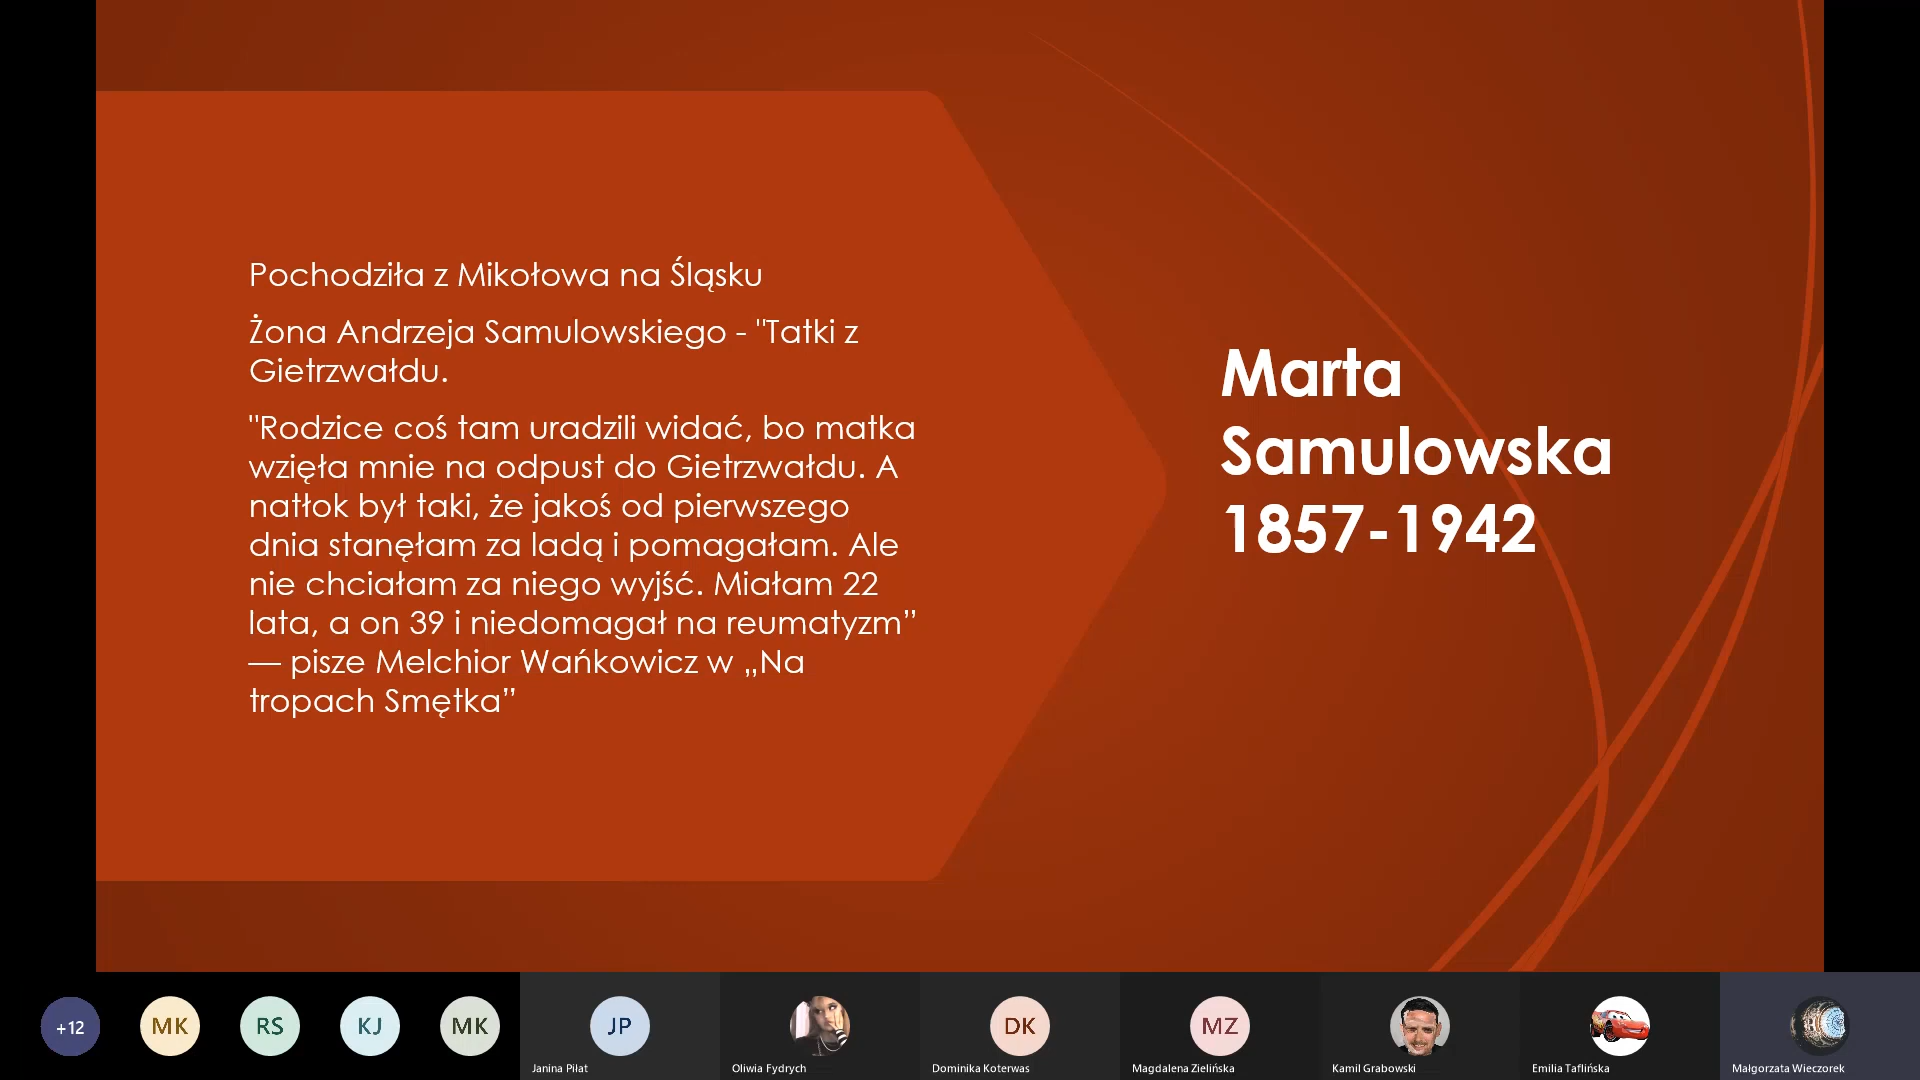 Pochodziła z Mikołowa na Śląsku
Żona Andrzeja Samulowskiego - "Tatki z
Gietrzwałdu.
"Rodzice coś tam uradzili widać, bo matka
wzięła mnie na odpust do Gietrzwałdu. A
natłok był taki, że jakoś od pierwszego
dnia stanęłam za ladą i pomagałam. Ale
nie chciałam za niego wyjść. Miałam 22
lata, a on 39 i niedomagał na reumatyzm”
— pisze Melchior Wańkowicz w „Na
tropach Smętka”
Marta
Samulowska
1857-1942
+12
MK
RS
KJ
MK
JP
DK
MZ
Janina Piłat
Oliwia Fydrych
Dominika Koterwas
Magdalena Zielińska
Kamil Grabowski
Emilia Taflińska
Małgorzata Wieczorek